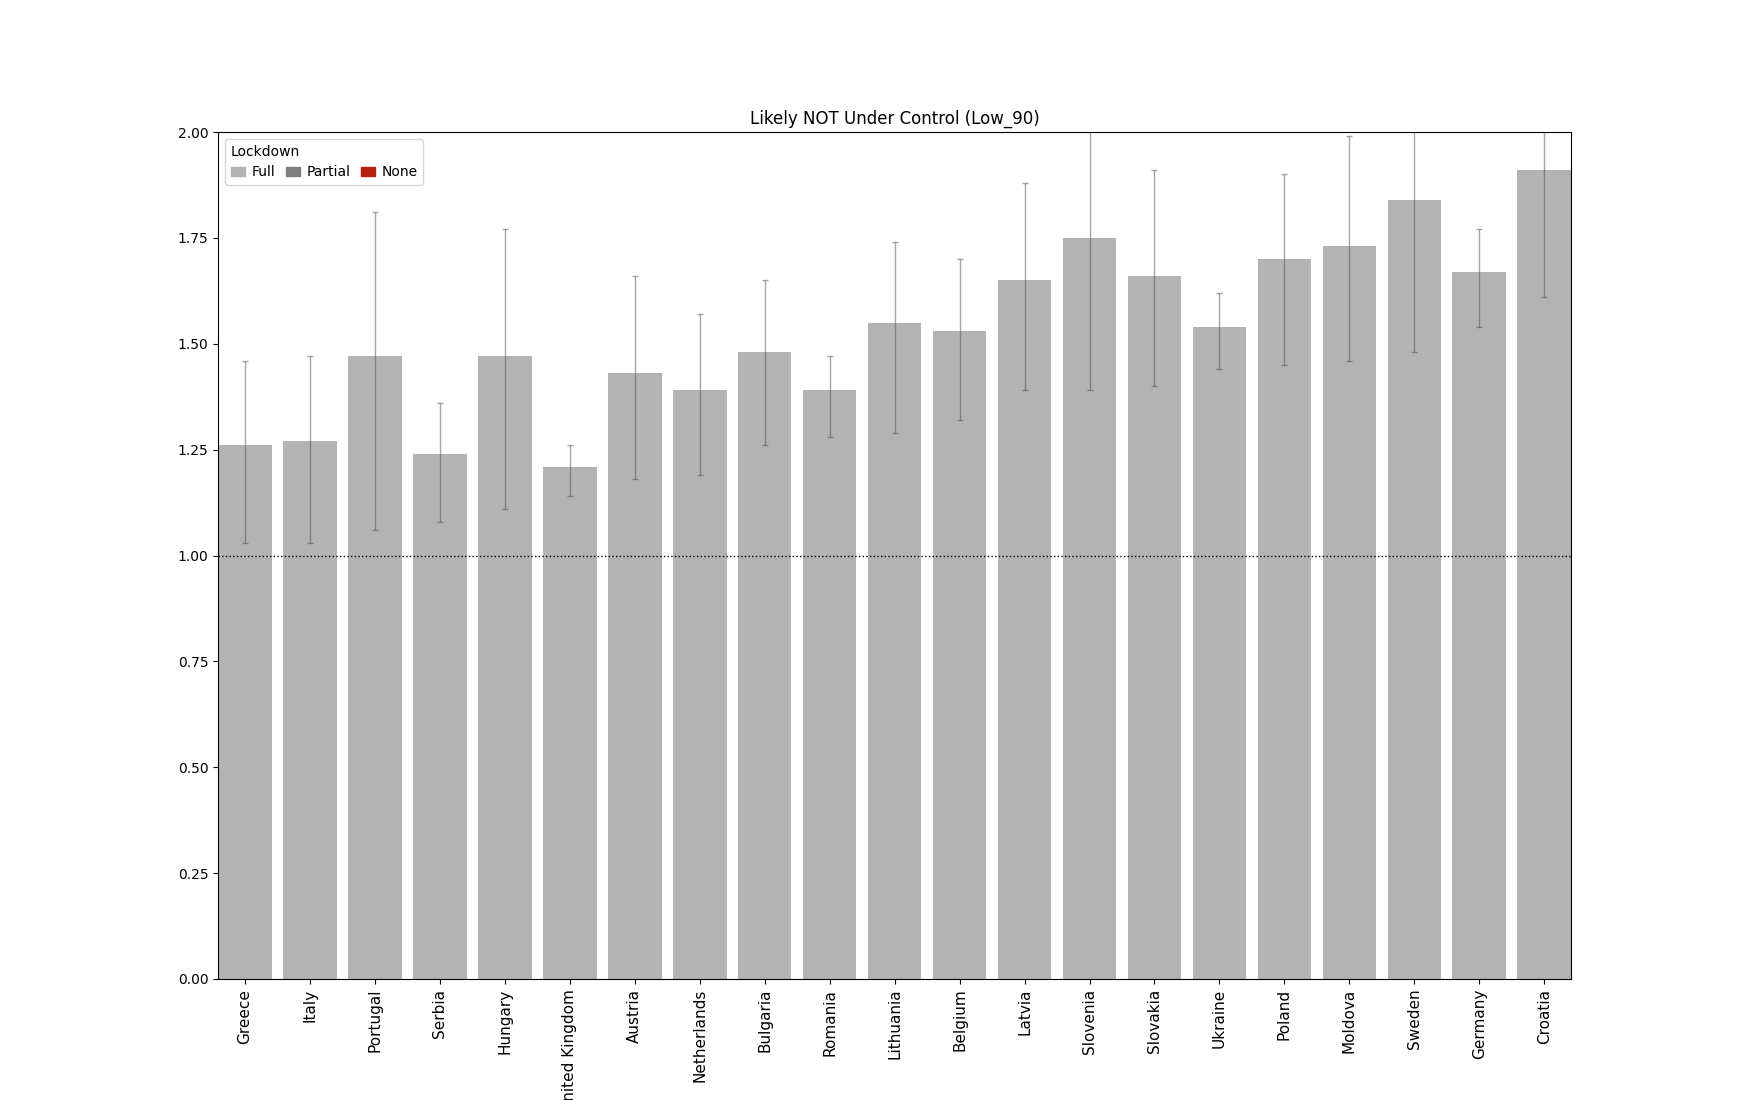 Likely NOT Under Control (Low_90)
2.00
1.75
1.50
1.25
1.00
0.75
0.50
0.25
0.00
Lockdown
Full Partial None
Greece
Italy
Portugal
Serbia
Hungary
nited Kingdom
Austria
Netherlands
Bulgaria
Romania
Lithuania
Belgium
Latvia
Slovenia
Slovakia
Ukraine
Poland
Moldova
Sweden
Germany
Croatia